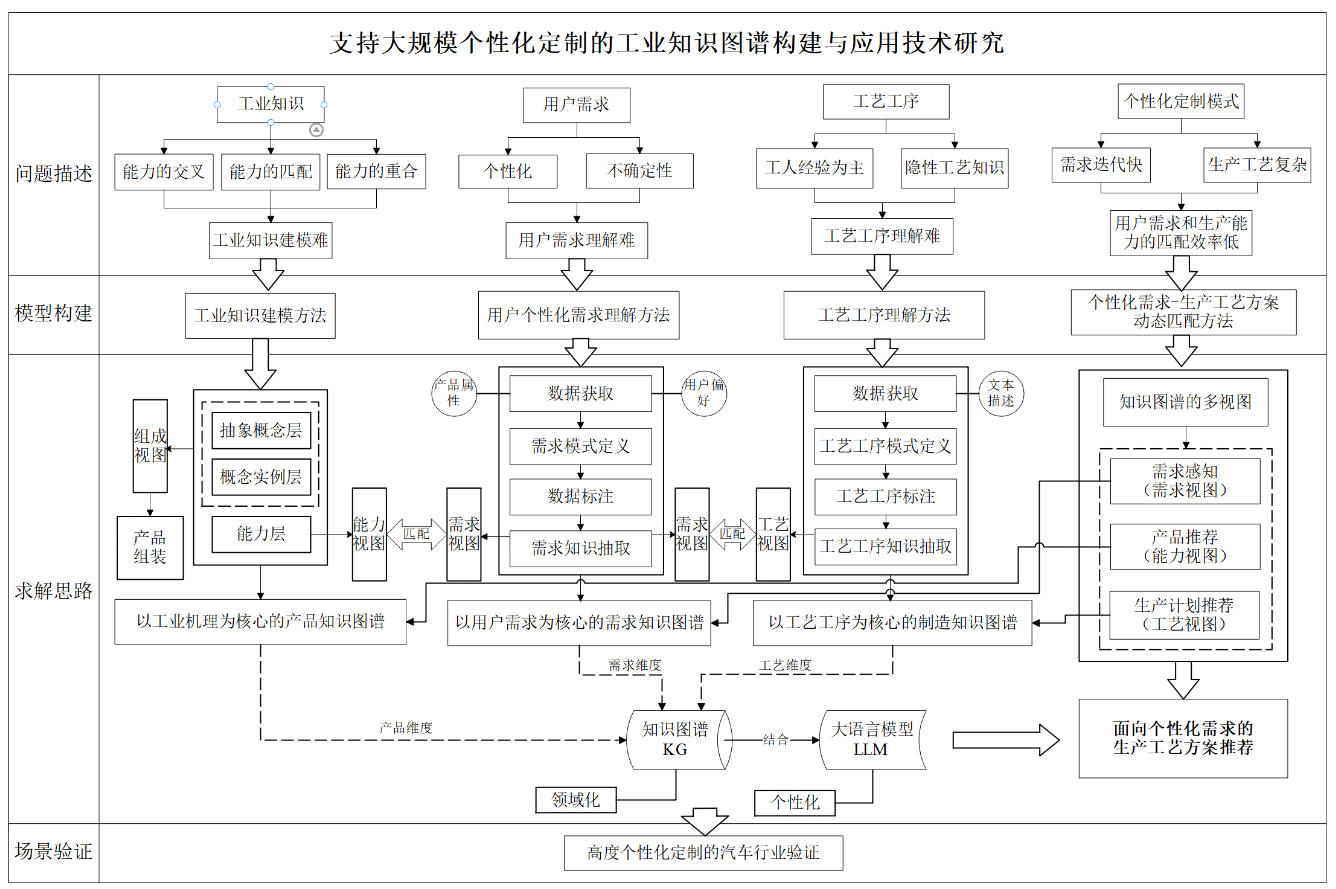 支持大规模个性化定制的工业知识图谱构建与应用技术研究
问题描述
工业知识
能力的交叉
能力的匹配
能力的重合
工业知识建模难
用户需求
个性化
不确定性
用户需求理解难
工艺工序
工人经验为主
隐性工艺知识
工艺工序理解难
个性化定制模式
需求迭代快
生产工艺复杂
用户需求和生产能
力的匹配效率低
模型构建
工业知识建模方法
用户个性化需求理解方法
工艺工序理解方法
个性化需求-生产工艺方案
动态匹配方法
求解思路
组成
视图
产品
组装
抽象概念层
概念实例层
能力层
能力
视图
匹配
需求
视图
产品属
性
用户偏
好
数据获取
需求模式定义
数据标注
需求知识抽取
需求
视图
匹配
工艺
视图
数据获取
文本
描述
工艺工序模式定义
工艺工序标注
工艺工序知识抽取
知识图谱的多视图
需求感知
（需求视图）
产品推荐
（能力视图）
生产计划推荐
（工艺视图）
以工业机理为核心的产品知识图谱
以用户需求为核心的需求知识图谱
以工艺工序为核心的制造知识图谱
需求维度
工艺维度
产品维度
知识图谱
KG
结合
大语言模型
LLM
领域化
个性化
面向个性化需求的
生产工艺方案推荐
场景验证
高度个性化定制的汽车行业验证